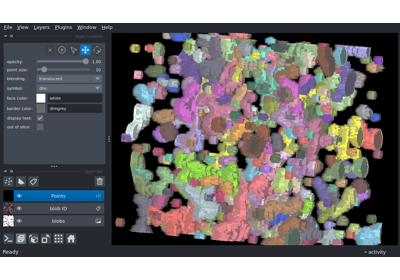 File View Layers Plugins Window Help
opacity: 1.00
point size: 10
blending: translucent
symbol: disc
face color: white
border color: dimgrey
display text:
out of slice:
Points
blob ID
blobs
Ready activity